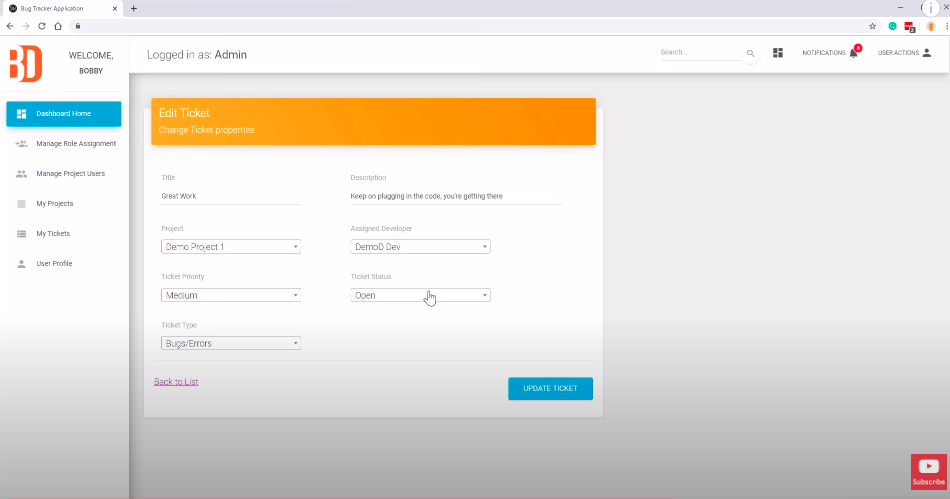 Bug Tracker Application
BD
WELCOME,
BOBBY
Logged in as: Admin
Search...
NOTIFICATIONS
8
USER ACTIONS
Dashboard Home
Manage Role Assignment
Manage Project Users
My Projects
My Tickets
User Profile
Edit Ticket
Change Ticket properties
Title
Description
Great Work
Keep on plugging in the code, you're getting there
Project
Assigned Developer
Demo Project 1
DemoD Dev
Ticket Priority
Ticket Status
Medium
Open
Ticket Type
Bugs/Errors
Back to List
UPDATE TICKET
Subscribe